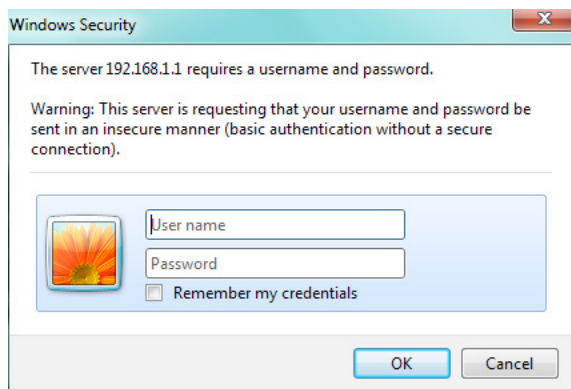 Windows Security
The server 192.168.1.1 requires a username and password.
Warning: This server is requesting that your username and password be
sent in an insecure manner (basic authentication without a secure
connection).
User name
Password
Remember my credentials
OK Cancel